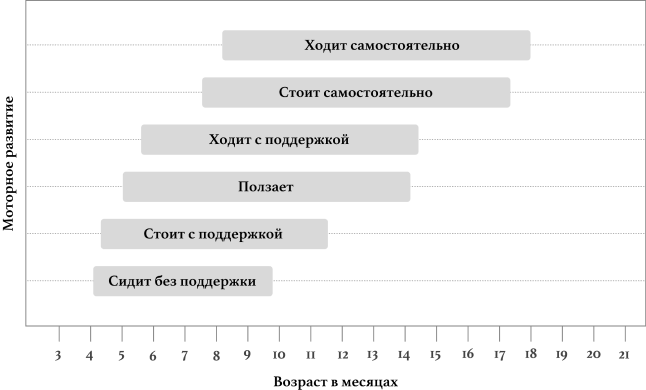 Ходит самостоятельно
Стоит самостоятельно
Ходит с поддержкой
Ползает
Стоит с поддержкой
Сидит без поддержки
Моторное развитие
3 4 5 6 7 8 9 10 11 12 13 14 15 16 17 18 19 20 21
Возраст в месяцах